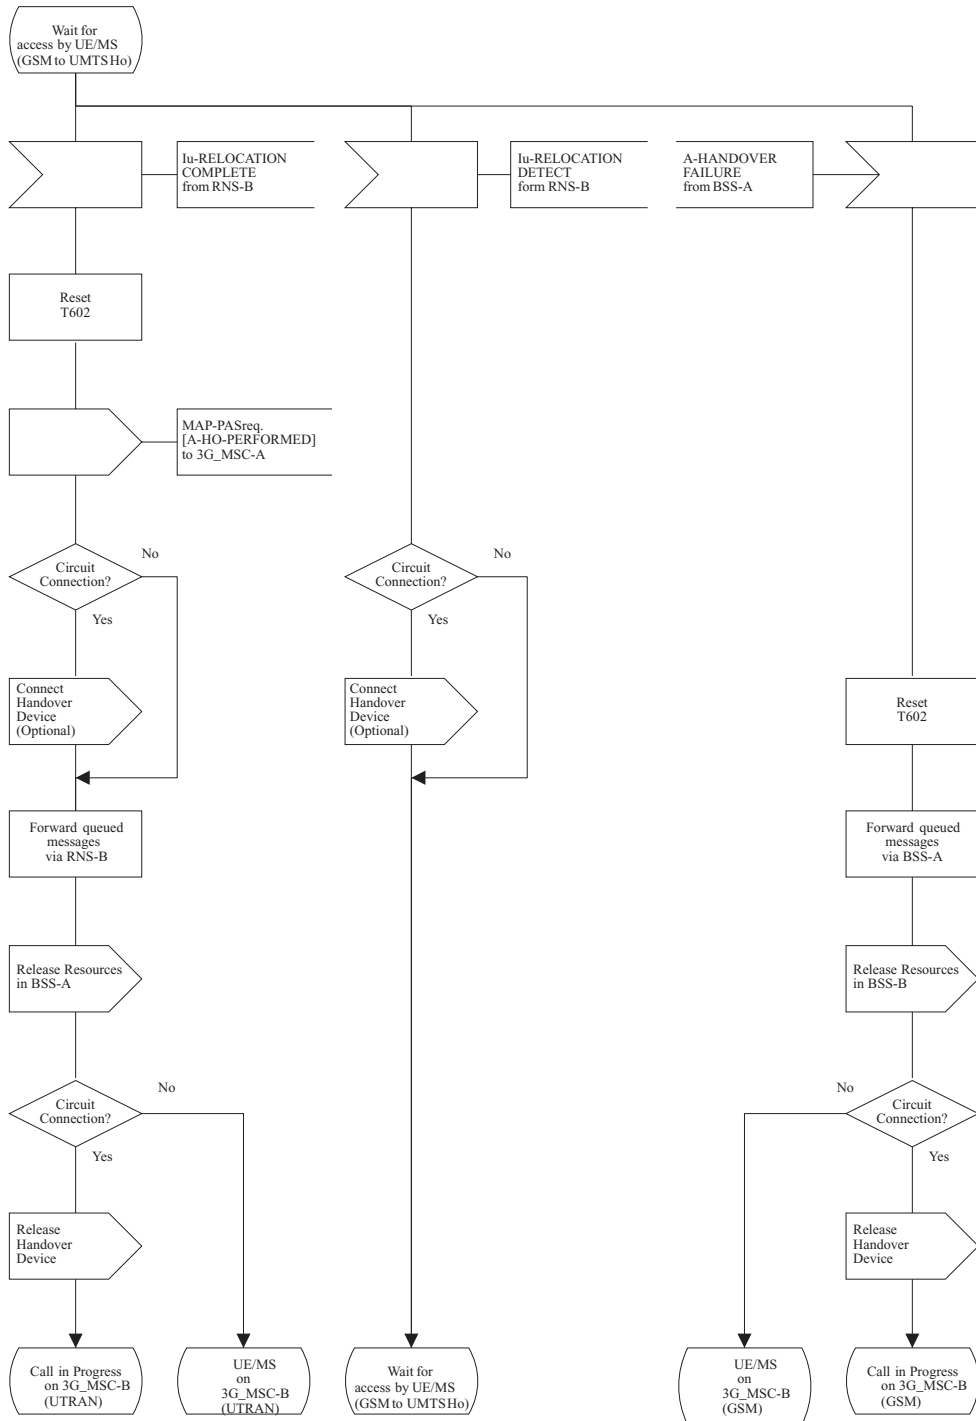 Wait for
access by UE/MS
(GSM to UMTS Ho)
Iu-RELOCATION
COMPLETE
from RNS-B
Iu-RELOCATION
DETECT
form RNS-B
A-HANDOVER
FAILURE
from BSS-A
Reset
T602
MAP-PASreq.
[A-HO-PERFORMED]
to 3G_MSC-A
Circuit
Connection?
No
Yes
Circuit
Connection?
No
Yes
Connect
Handover
Device
(Optional)
Connect
Handover
Device
(Optional)
Reset
T602
Forward queued
messages
via RNS-B
Forward queued
messages
via BSS-A
Release Resources
in BSS-A
Release Resources
in BSS-B
Circuit
Connection?
No
Yes
No
Circuit
Connection?
Yes
Release
Handover
Device
Release
Handover
Device
Call in Progress
on 3G_MSC-B
(UTRAN)
UE/MS
on
3G_MSC-B
(UTRAN)
Wait for
access by UE/MS
(GSM to UMTS Ho)
UE/MS
on
3G_MSC-B
(GSM)
Call in Progress
on 3G_MSC-B
(GSM)